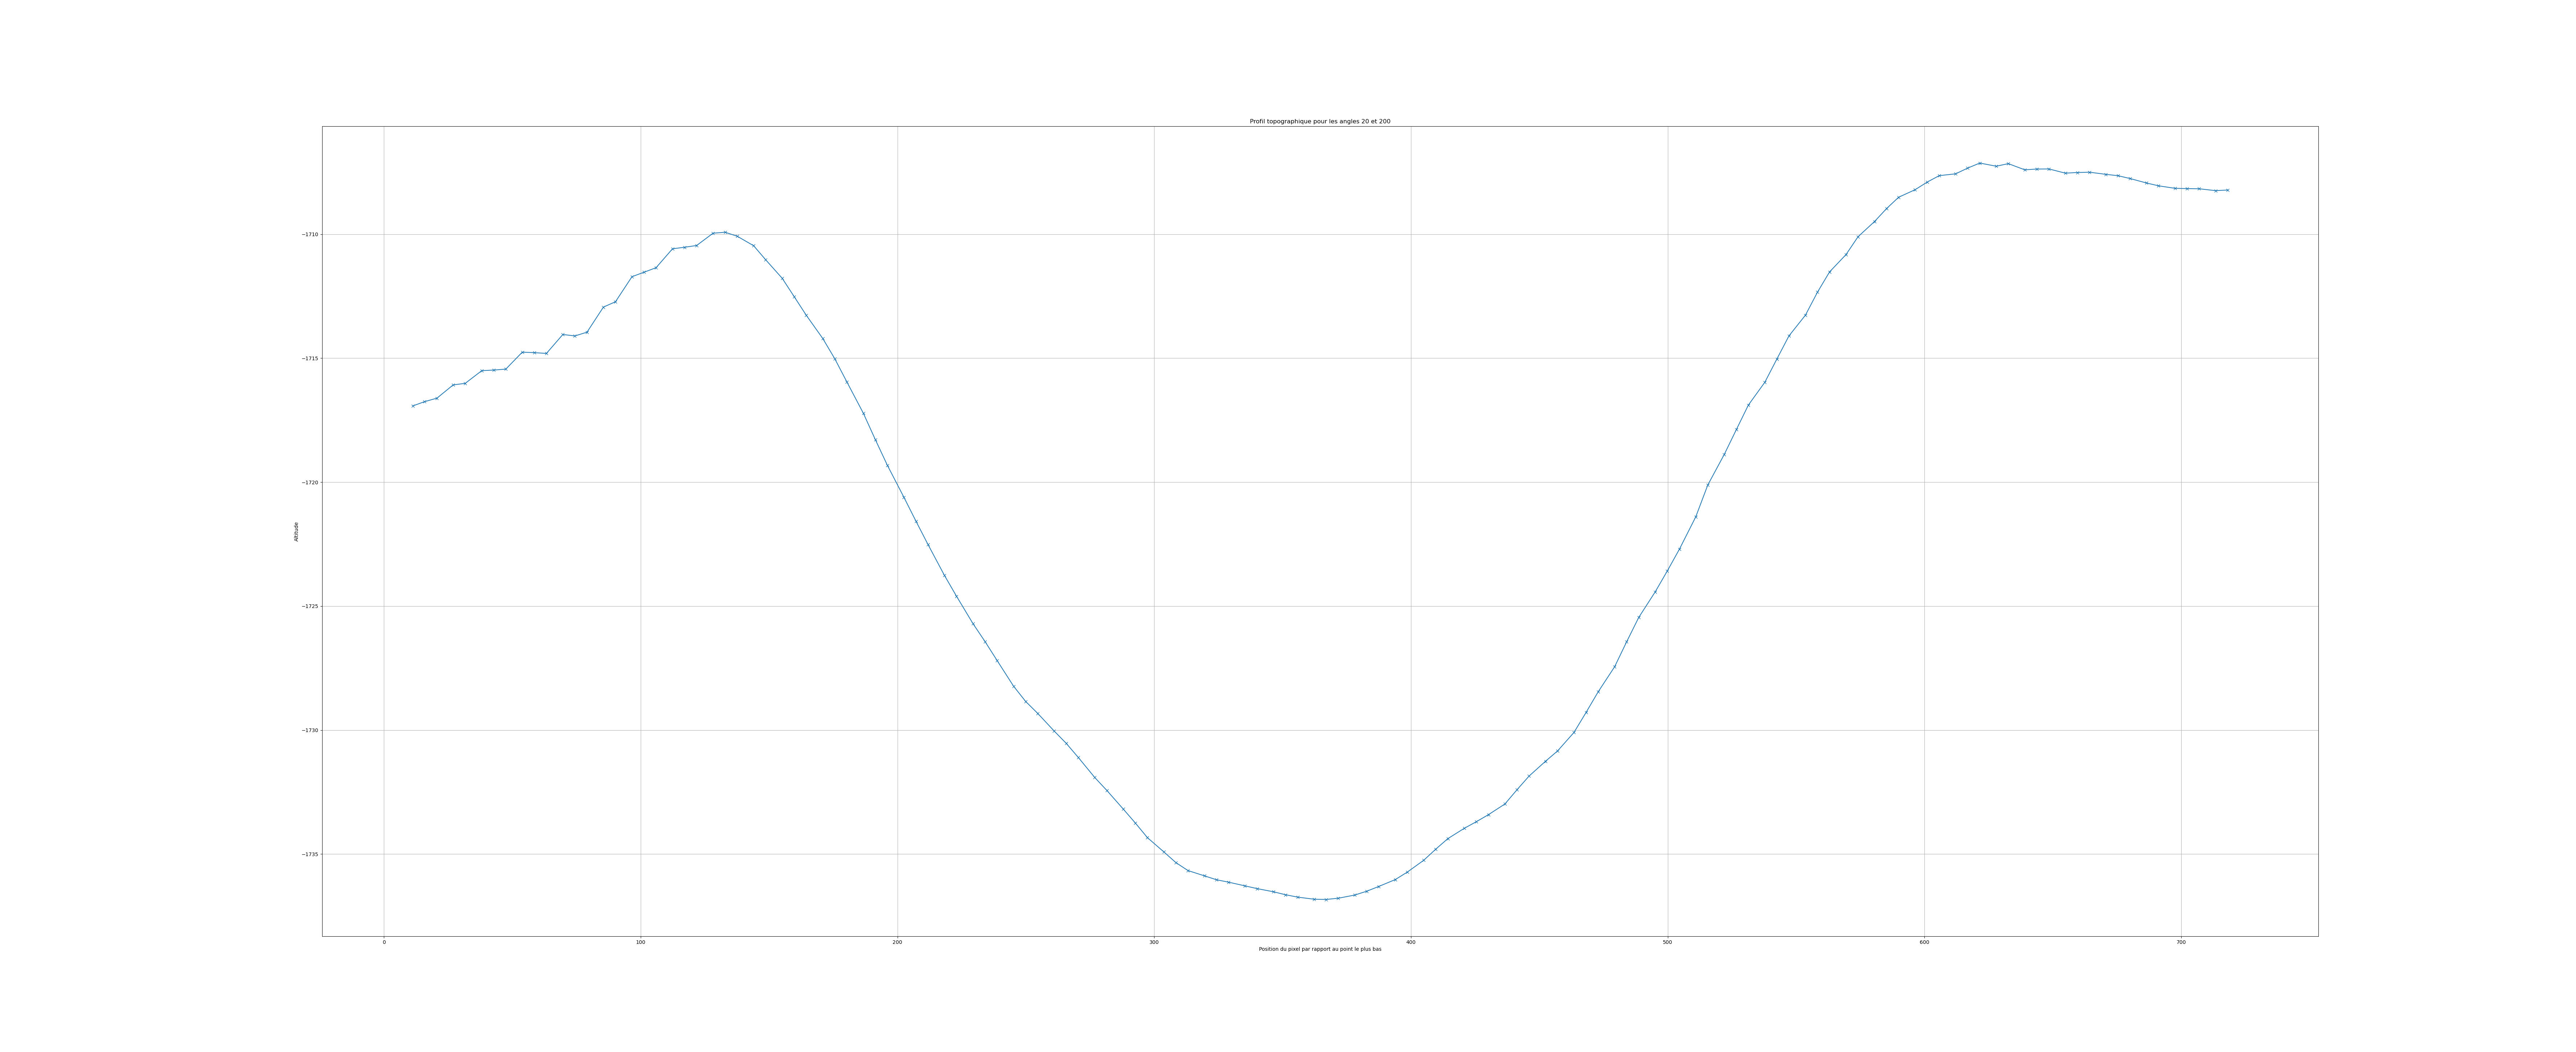 Profil topographique pour les angles 20 et 200
−1710
−1715
−1720
−1725
−1730
−1735
Altitude
0 100 200 300 400 500 600 700
Position du pixel par rapport au point le plus bas